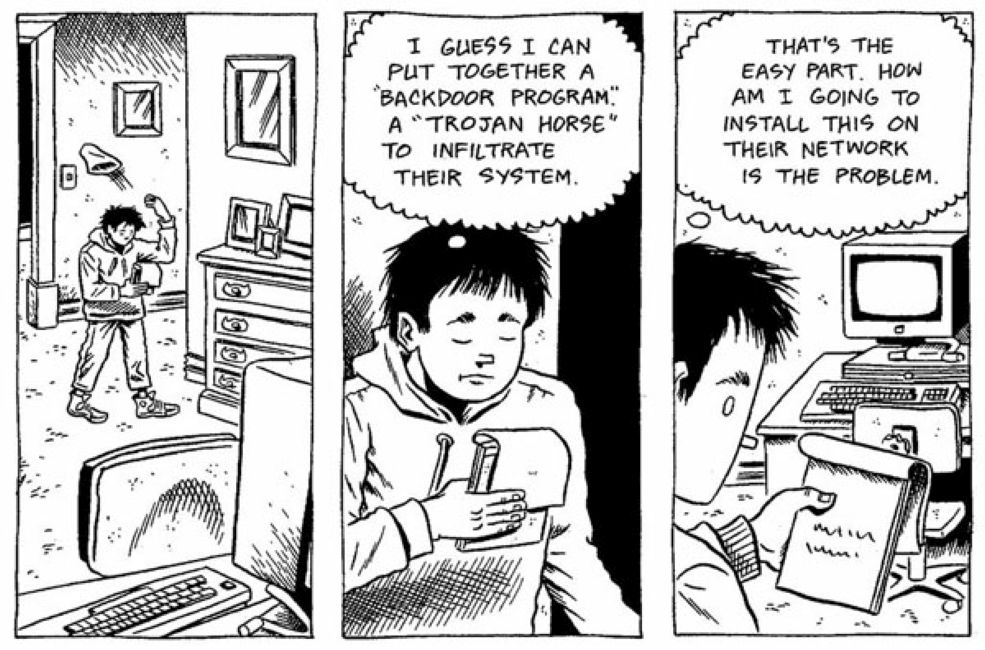 I GUESS I CAN
PUT TOGETHER A
"BACKDOOR PROGRAM."
A "TROJAN HORSE"
TO INFILTRATE
THEIR SYSTEM.
THAT'S THE
EASY PART. HOW
AM I GOING TO
INSTALL THIS ON
THEIR NETWORK
IS THE PROBLEM.